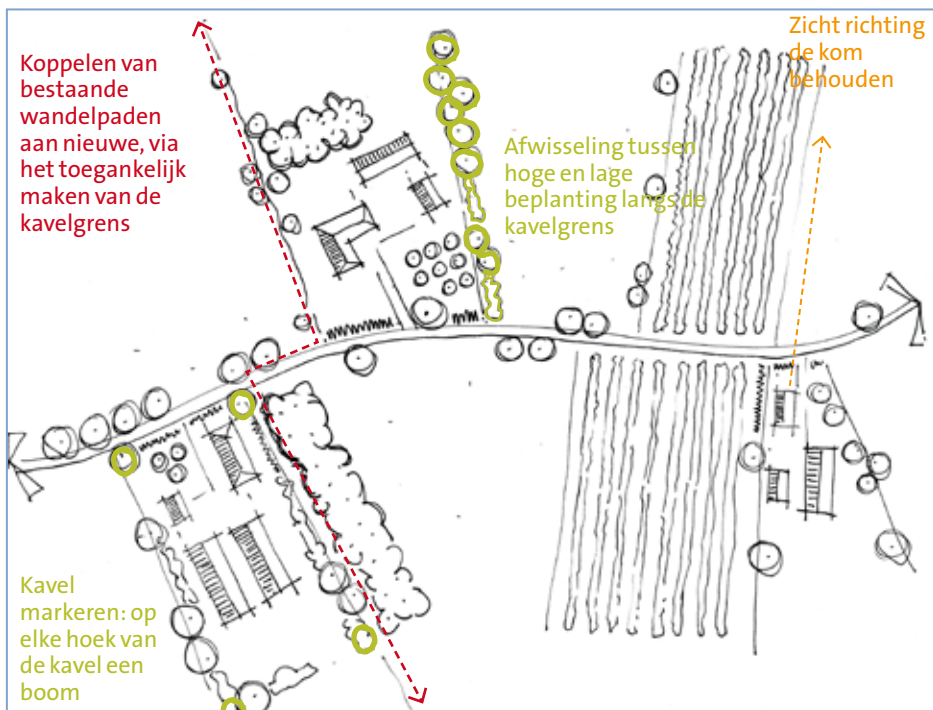 Koppelen van
bestaande
wandelpaden
aan nieuwe, via
het toegankelijk
maken van de
kavelgrens
Zicht richting
de kom
behouden
Afwisseling tussen
hoge en lage
beplanting langs de
kavelgrens
Kavel
markeren: op
elke hoek van
de kavel een
boom